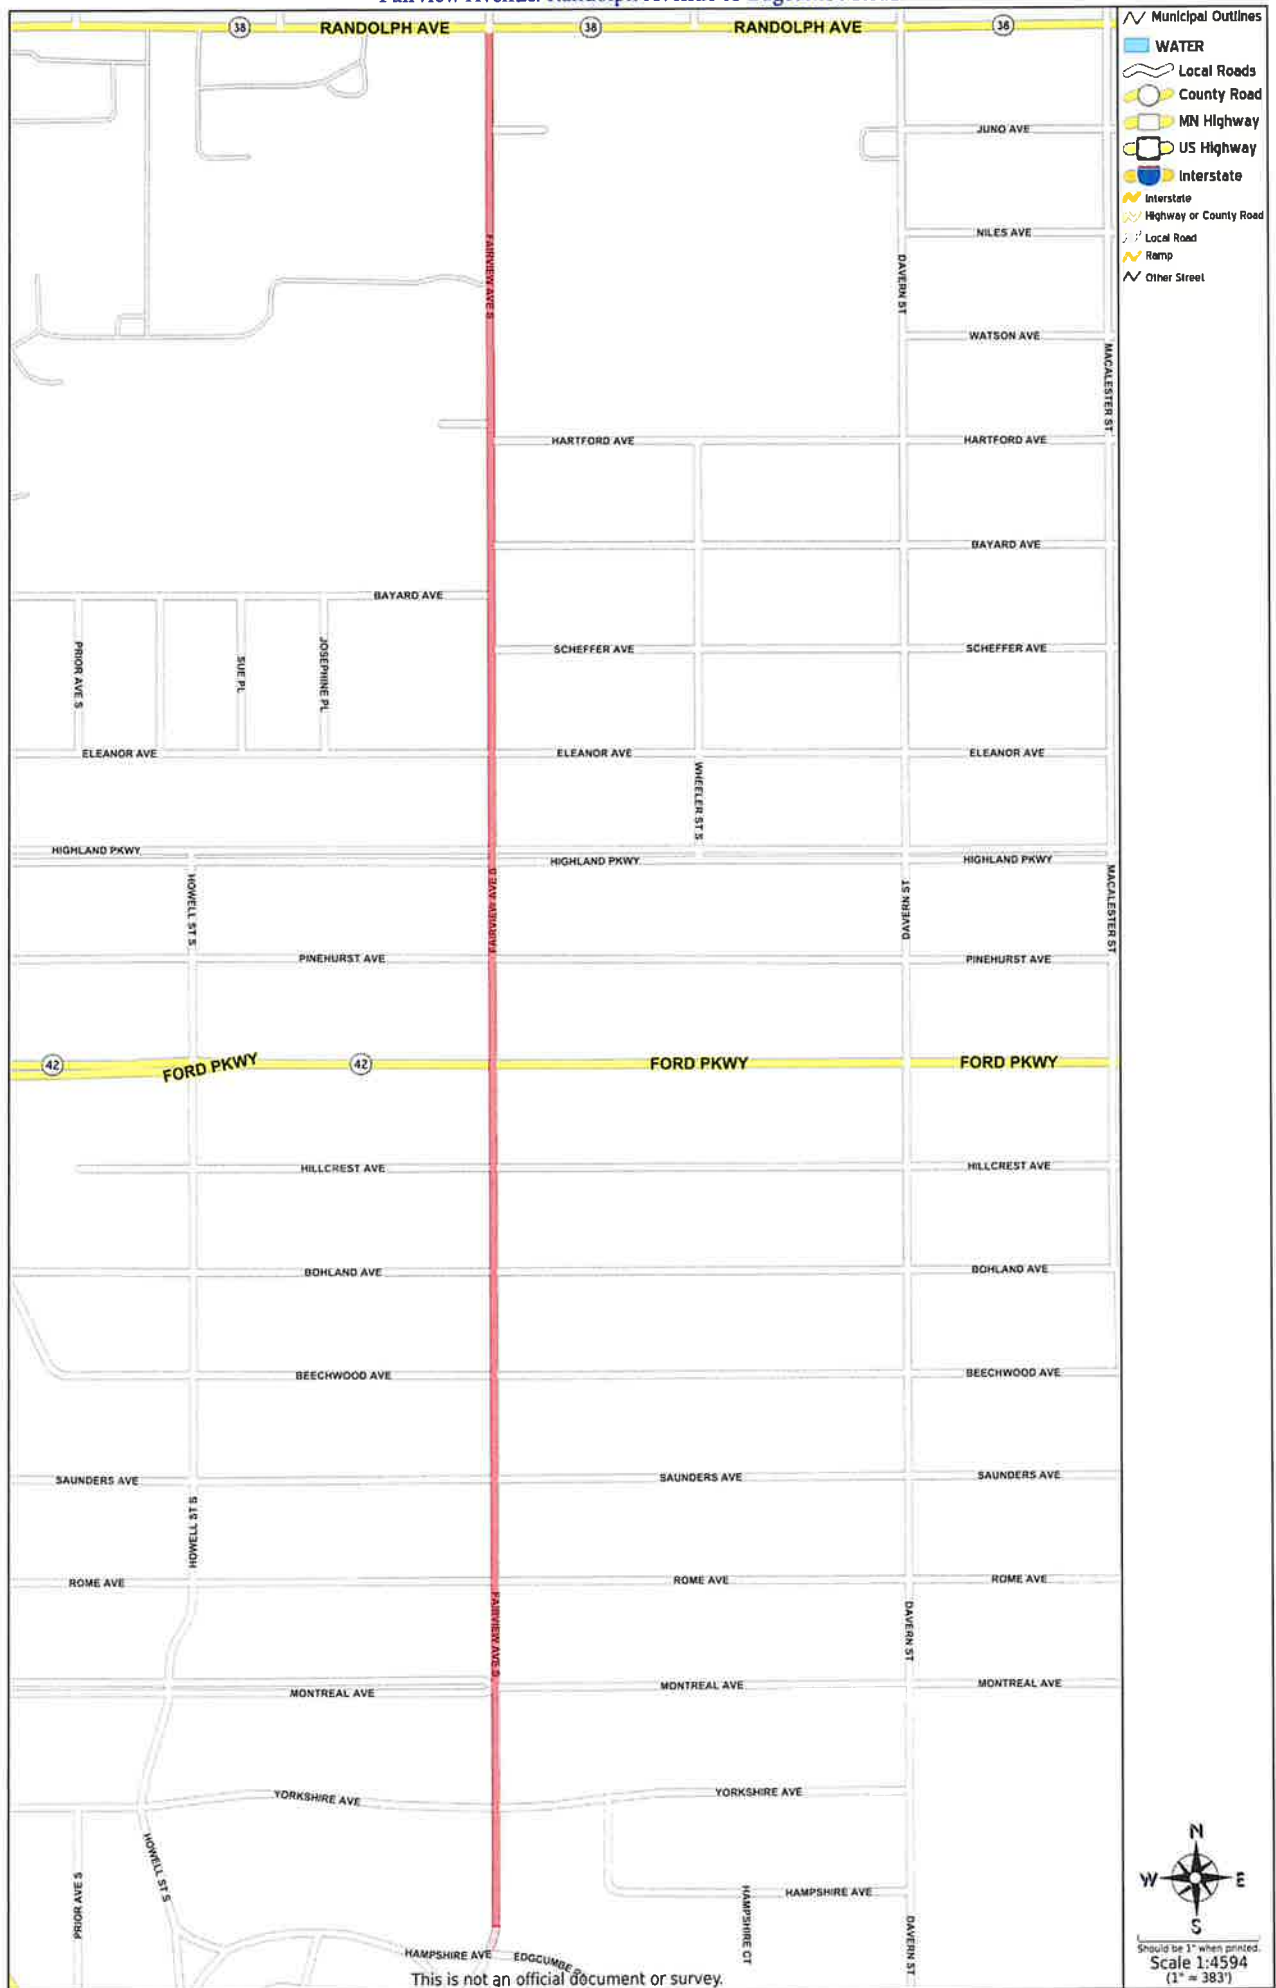 38 RANDOLPH AVE 38 RANDOLPH AVE 38
Municipal Outlines
WATER
Local Roads
County Road
MN Highway
US Highway
Interstate
Interstate
Highway or County Road
Local Road
Ramp
Other Street
JUNO AVE
NILES AVE
FAIRVIEW AVE S
DAVERN ST
WATSON AVE
MACALESTER ST
HARTFORD AVE HARTFORD AVE
BAYARD AVE
BAYARD AVE
PRIOR AVE S
SUE PL
JOSEPHINE PL
SCHEFFER AVE SCHEFFER AVE
ELEANOR AVE ELEANOR AVE ELEANOR AVE
WHEELER ST S
HIGHLAND PKWY HIGHLAND PKWY HIGHLAND PKWY
HOWELL ST S
FAIRVIEW AVE S
DAVERN ST
MACALESTER ST
PINEHURST AVE PINEHURST AVE
42 FORD PKWY 42 FORD PKWY FORD PKWY
HILLCREST AVE HILLCREST AVE
BOHLAND AVE BOHLAND AVE
BEECHWOOD AVE BEECHWOOD AVE
SAUNDERS AVE SAUNDERS AVE SAUNDERS AVE
HOWELL ST S
ROME AVE ROME AVE ROME AVE
FAIRVIEW AVE S
DAVERN ST
MONTREAL AVE MONTREAL AVE MONTREAL AVE
YORKSHIRE AVE YORKSHIRE AVE
HOWELL ST S
PRIOR AVE S
HAMPSHIRE AVE
HAMPSHIRE CT
DAVERN ST
HAMPSHIRE AVE EDGCUMBE
This is not an official document or survey.
N
W E
S
Should be 1" when printed.
Scale 1:4594
(1" = 383')